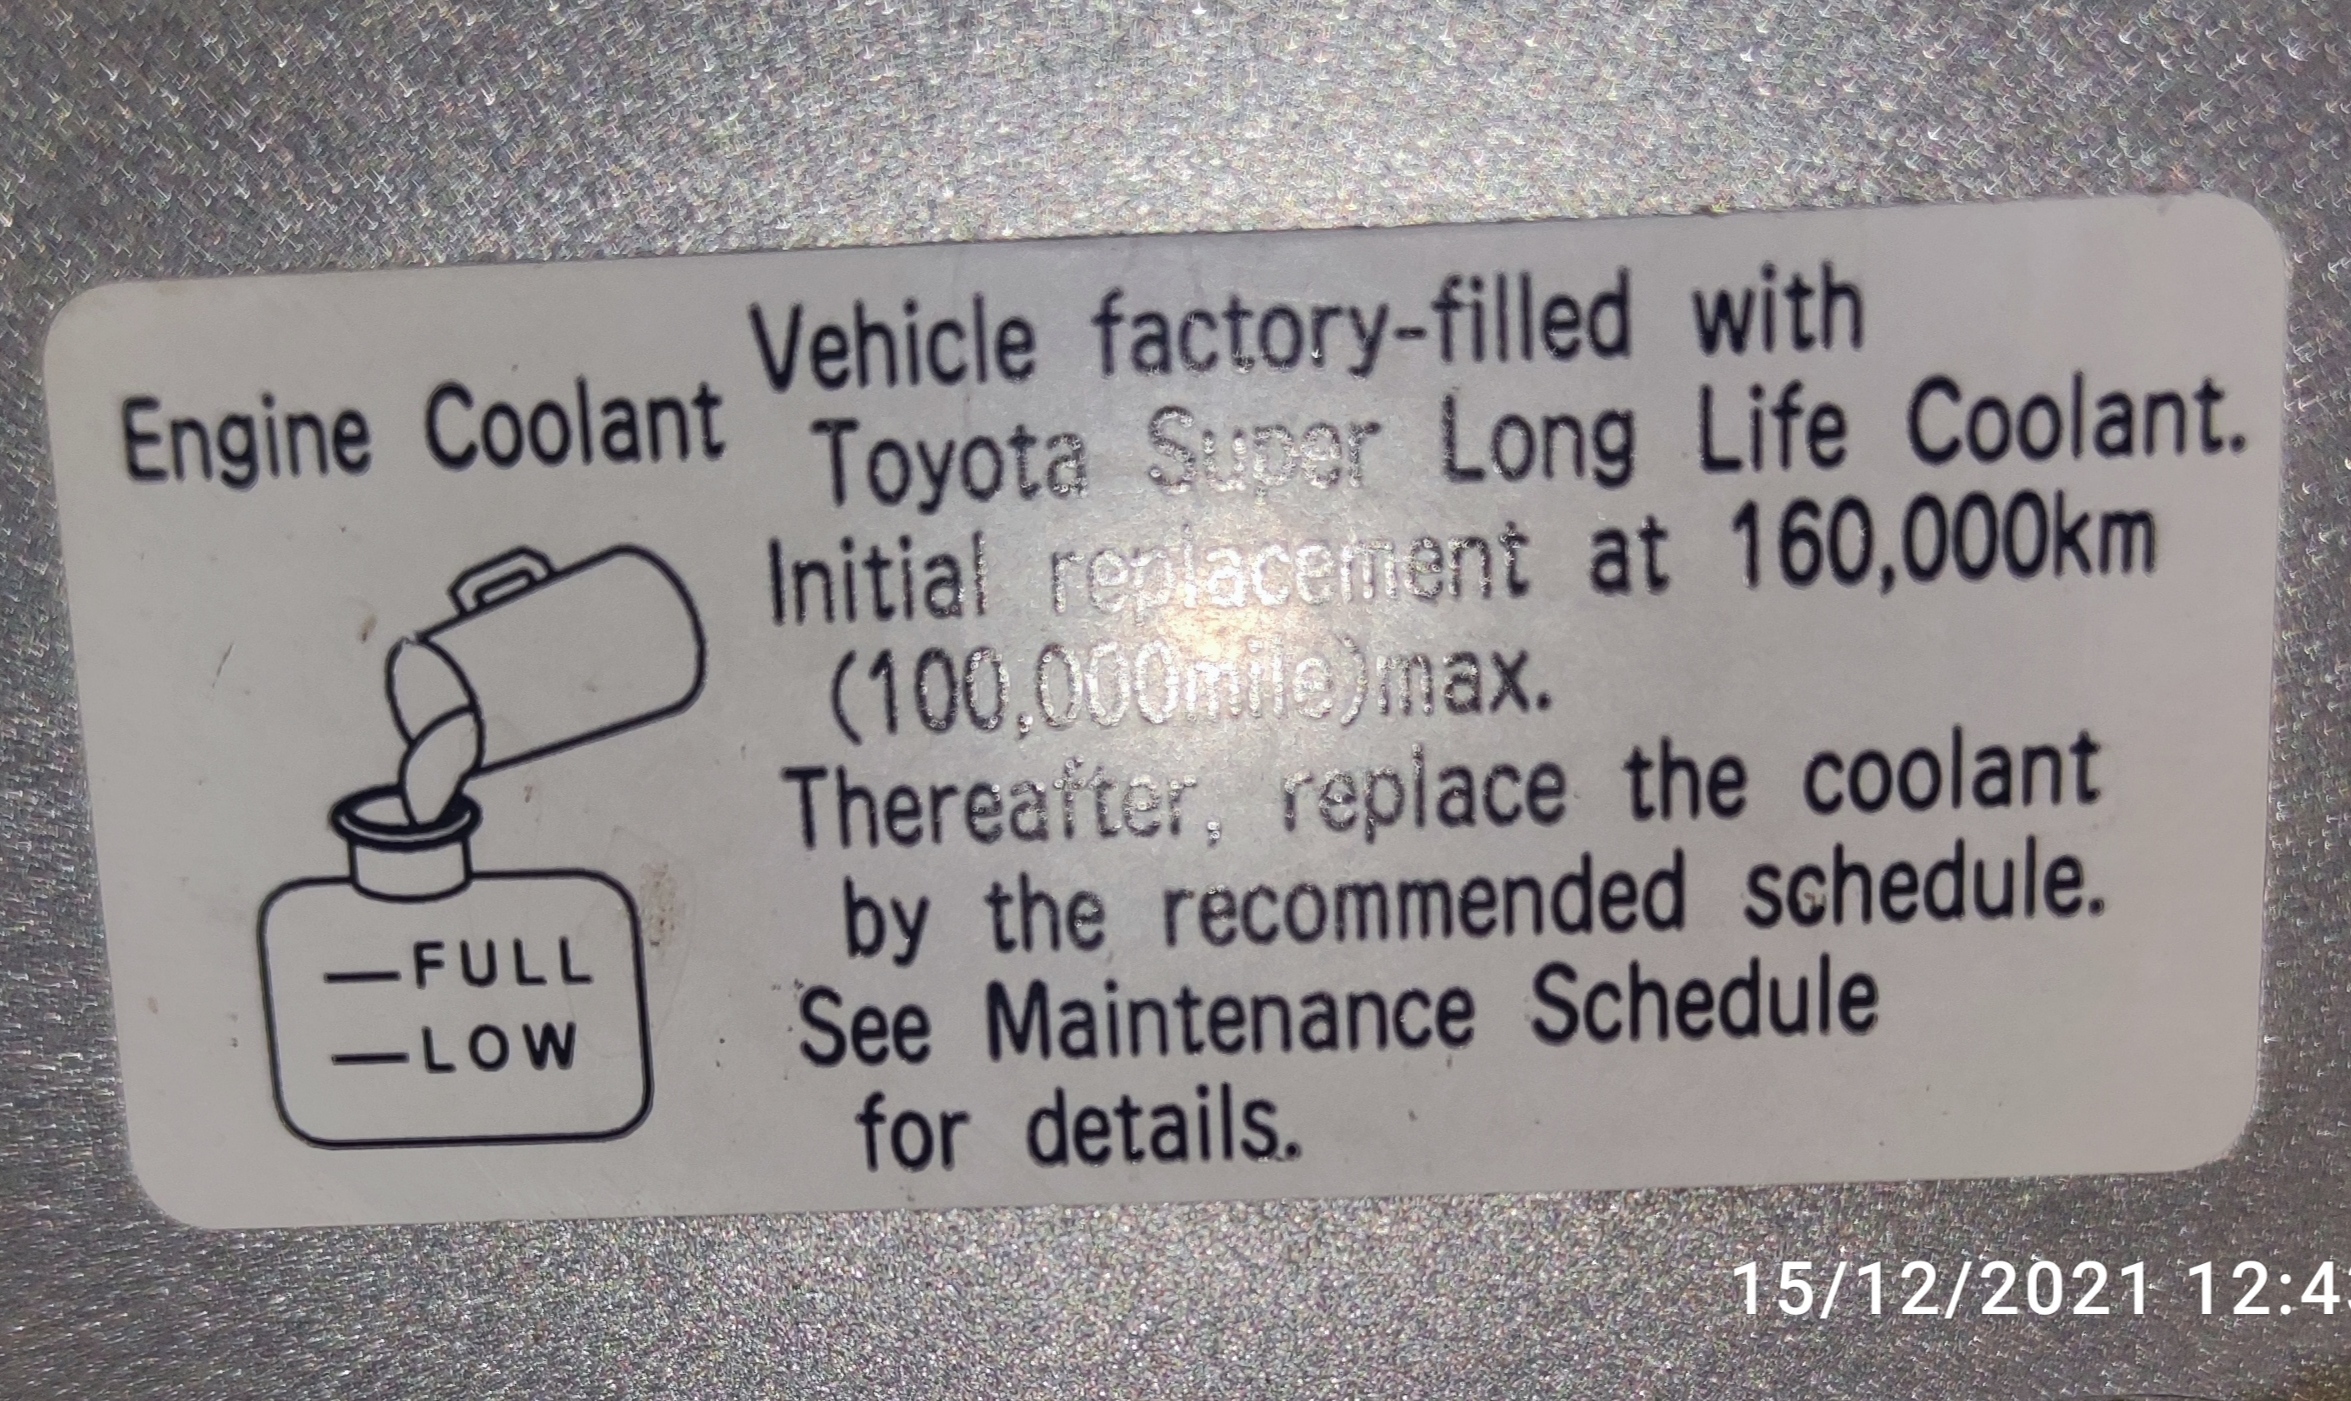 Engine Coolant
Vehicle factory-filled with
Toyota Super Long Life Coolant.
Initial replacement at 160,000km
(100,000mile)max.
Thereafter, replace the coolant
by the recommended schedule.
See Maintenance Schedule
for details.
FULL
LOW
15/12/2021 12:4